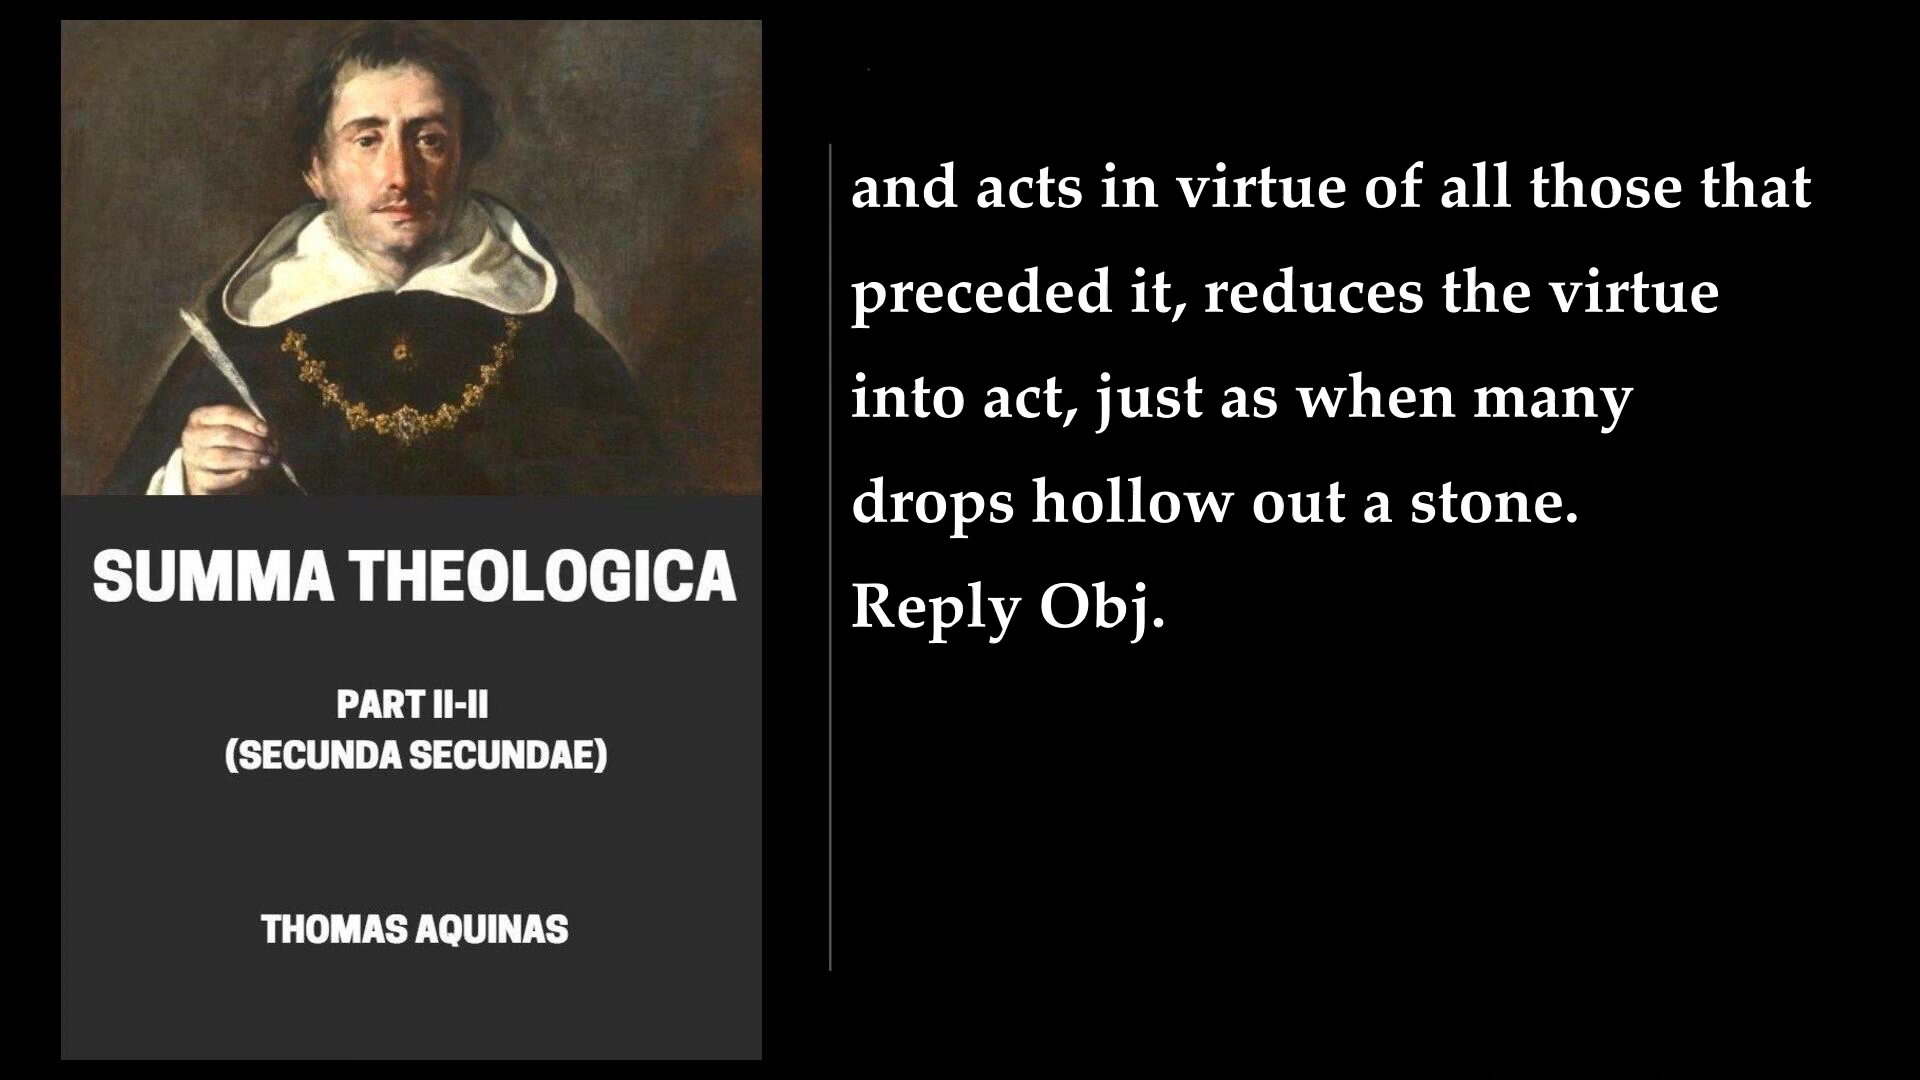 SUMMA THEOLOGICA
PART II-II
(SECUNDA SECUNDAE)
THOMAS AQUINAS
and acts in virtue of all those that
preceded it, reduces the virtue
into act, just as when many
drops hollow out a stone.
Reply Obj.